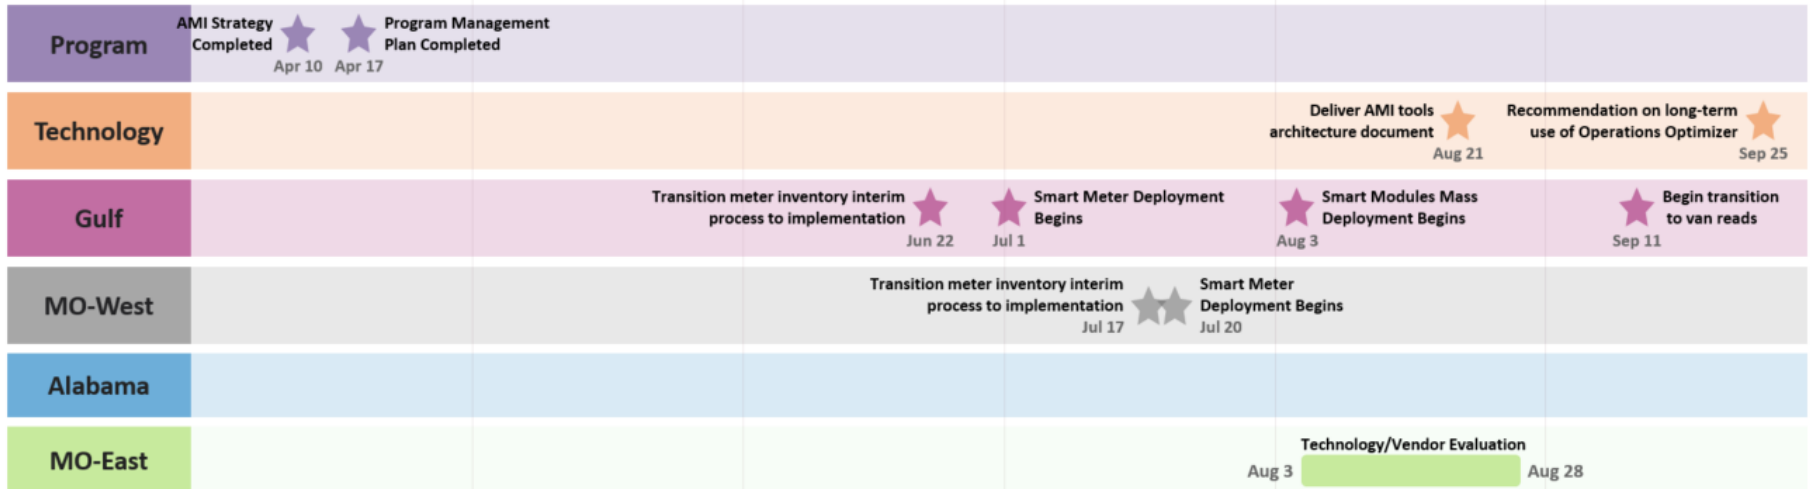 Program
AMI Strategy
Completed
Apr 10
Program Management
Plan Completed
Apr 17
Technology
Deliver AMI tools
architecture document
Aug 21
Recommendation on long-term
use of Operations Optimizer
Sep 25
Gulf
Transition meter inventory interim
process to implementation
Jun 22
Smart Meter Deployment
Begins
Jul 1
Smart Modules Mass
Deployment Begins
Aug 3
Begin transition
to van reads
Sep 11
MO-West
Transition meter inventory interim
process to implementation
Jul 17
Smart Meter
Deployment Begins
Jul 20
Alabama
MO-East
Technology/Vendor Evaluation
Aug 3
Aug 28